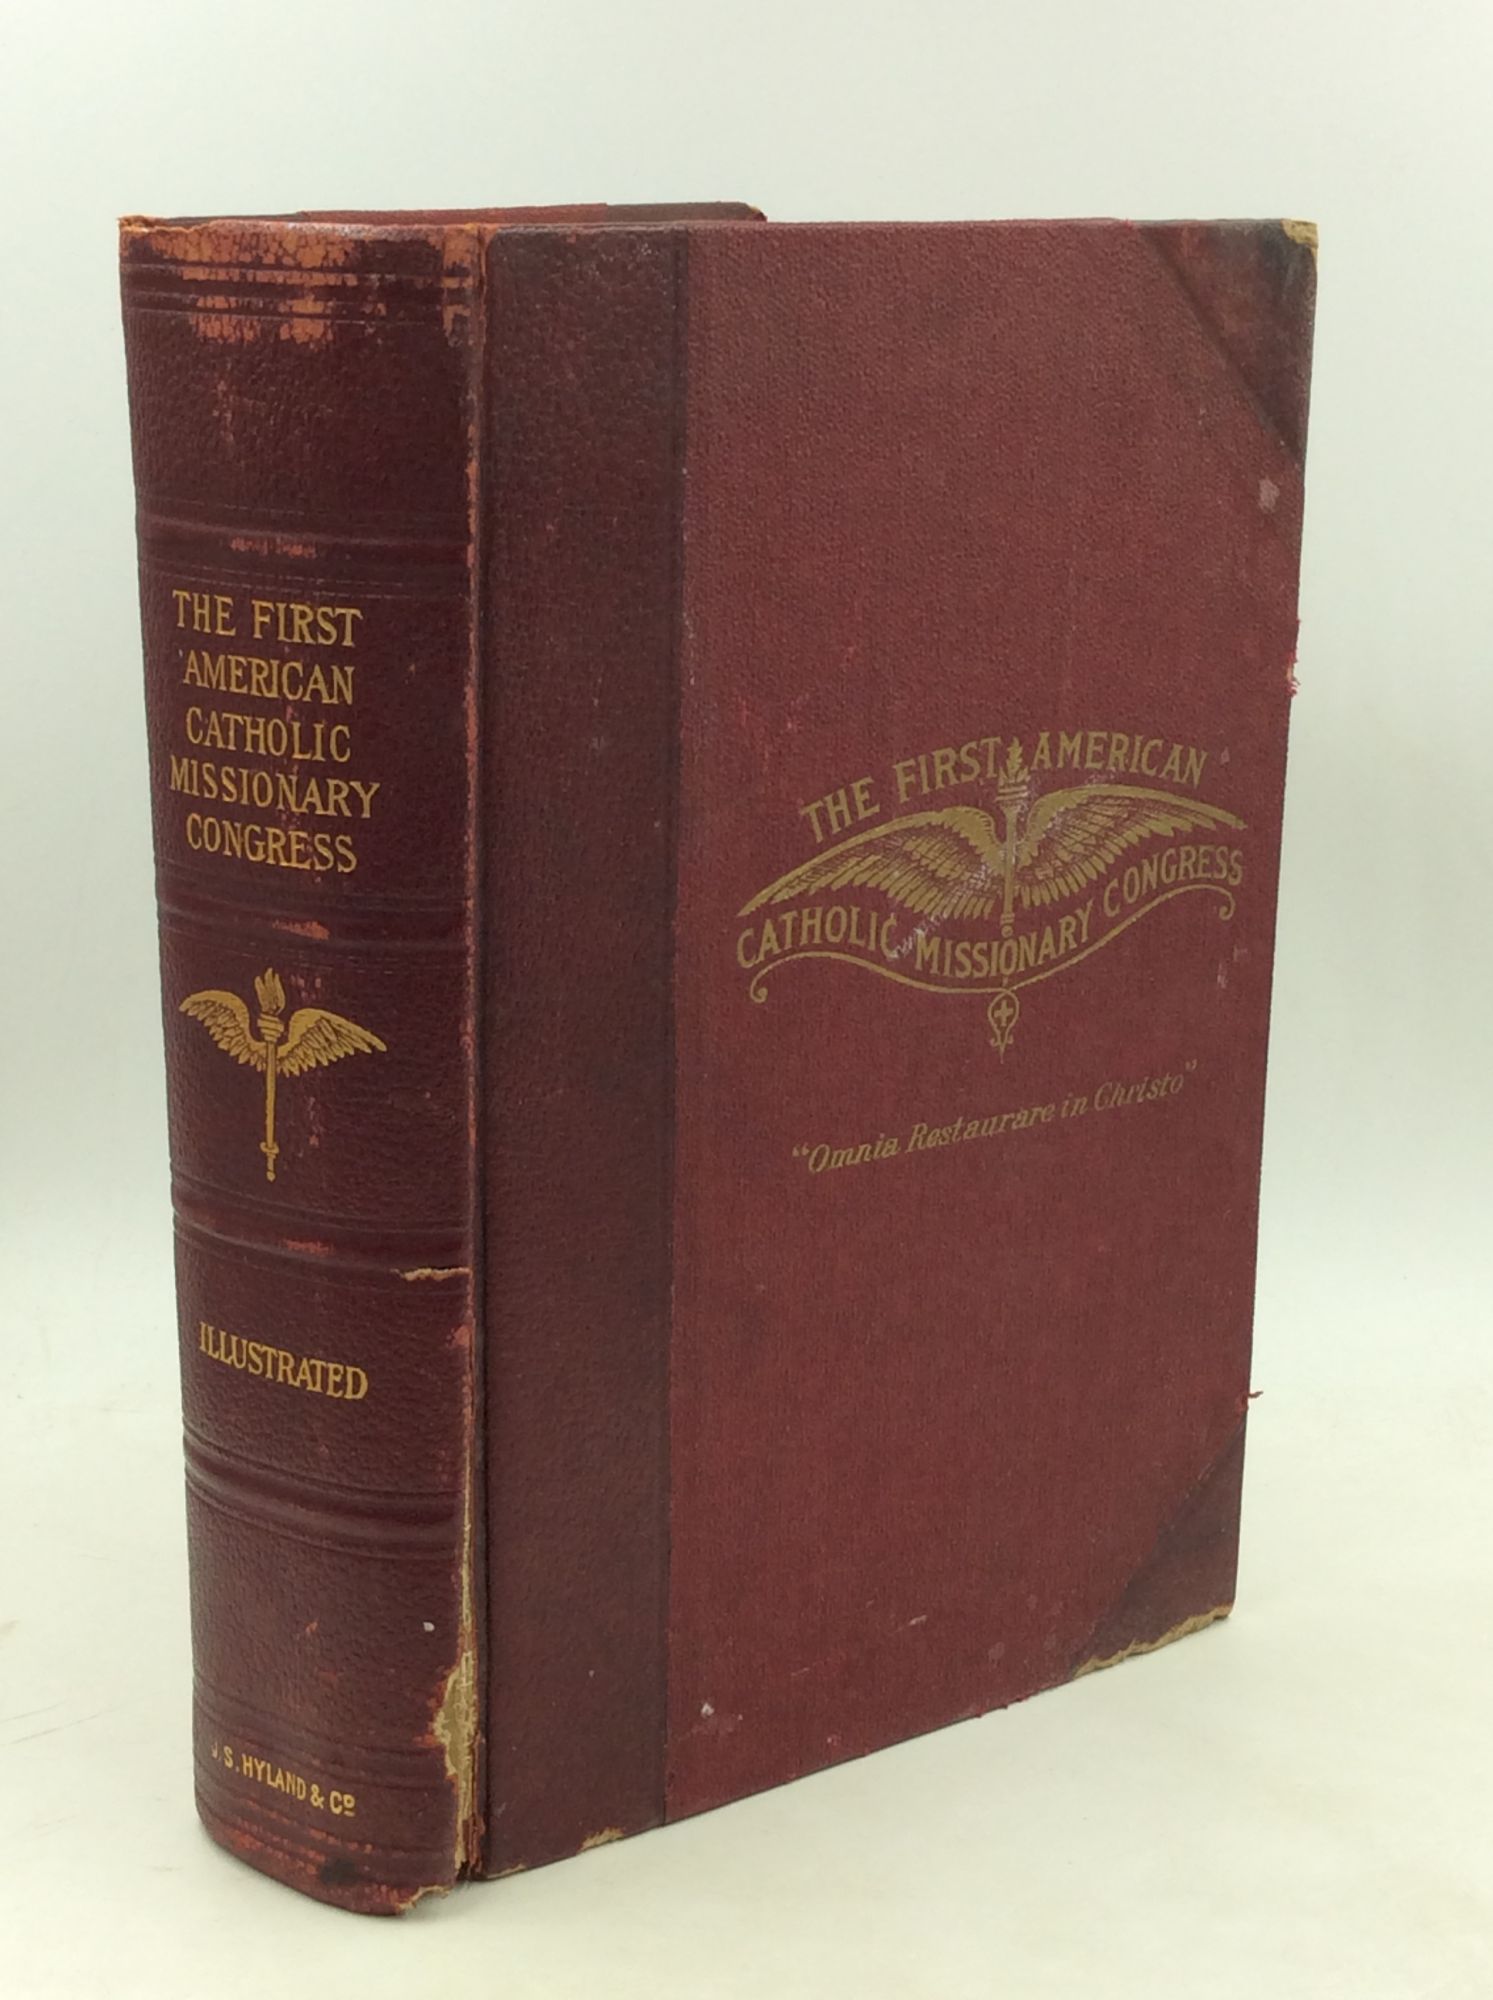 THE FIRST
AMERICAN
CATHOLIC
MISSIONARY
CONGRESS
ILLUSTRATED
J. S. HYLAND & Co
THE FIRST AMERICAN
CATHOLIC MISSIONARY CONGRESS
"Omnia Restaurare in Christo"